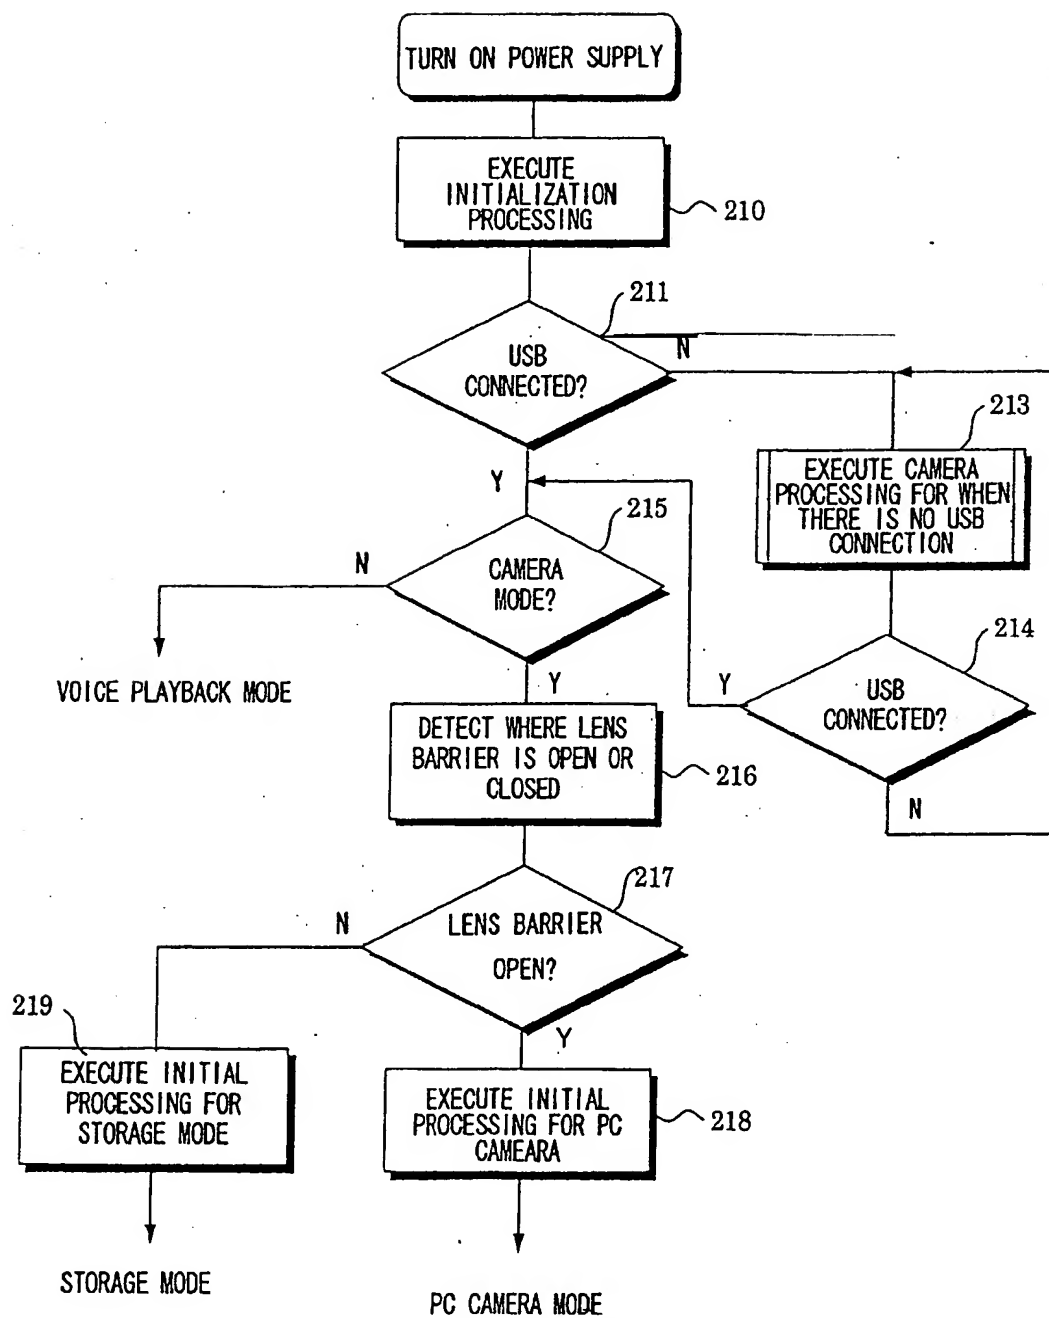 TURN ON POWER SUPPLY
EXECUTE
INITIALIZATION
PROCESSING
210
211
USB
CONNECTED?
N
Y
213
EXECUTE CAMERA
PROCESSING FOR WHEN
THERE IS NO USB
CONNECTION
215
CAMERA
MODE?
N
Y
VOICE PLAYBACK MODE
214
USB
CONNECTED?
Y
N
DETECT WHERE LENS
BARRIER IS OPEN OR
CLOSED
216
217
LENS BARRIER
OPEN?
N
Y
219
EXECUTE INITIAL
PROCESSING FOR
STORAGE MODE
EXECUTE INITIAL
PROCESSING FOR PC
CAMEARA
218
STORAGE MODE
PC CAMERA MODE